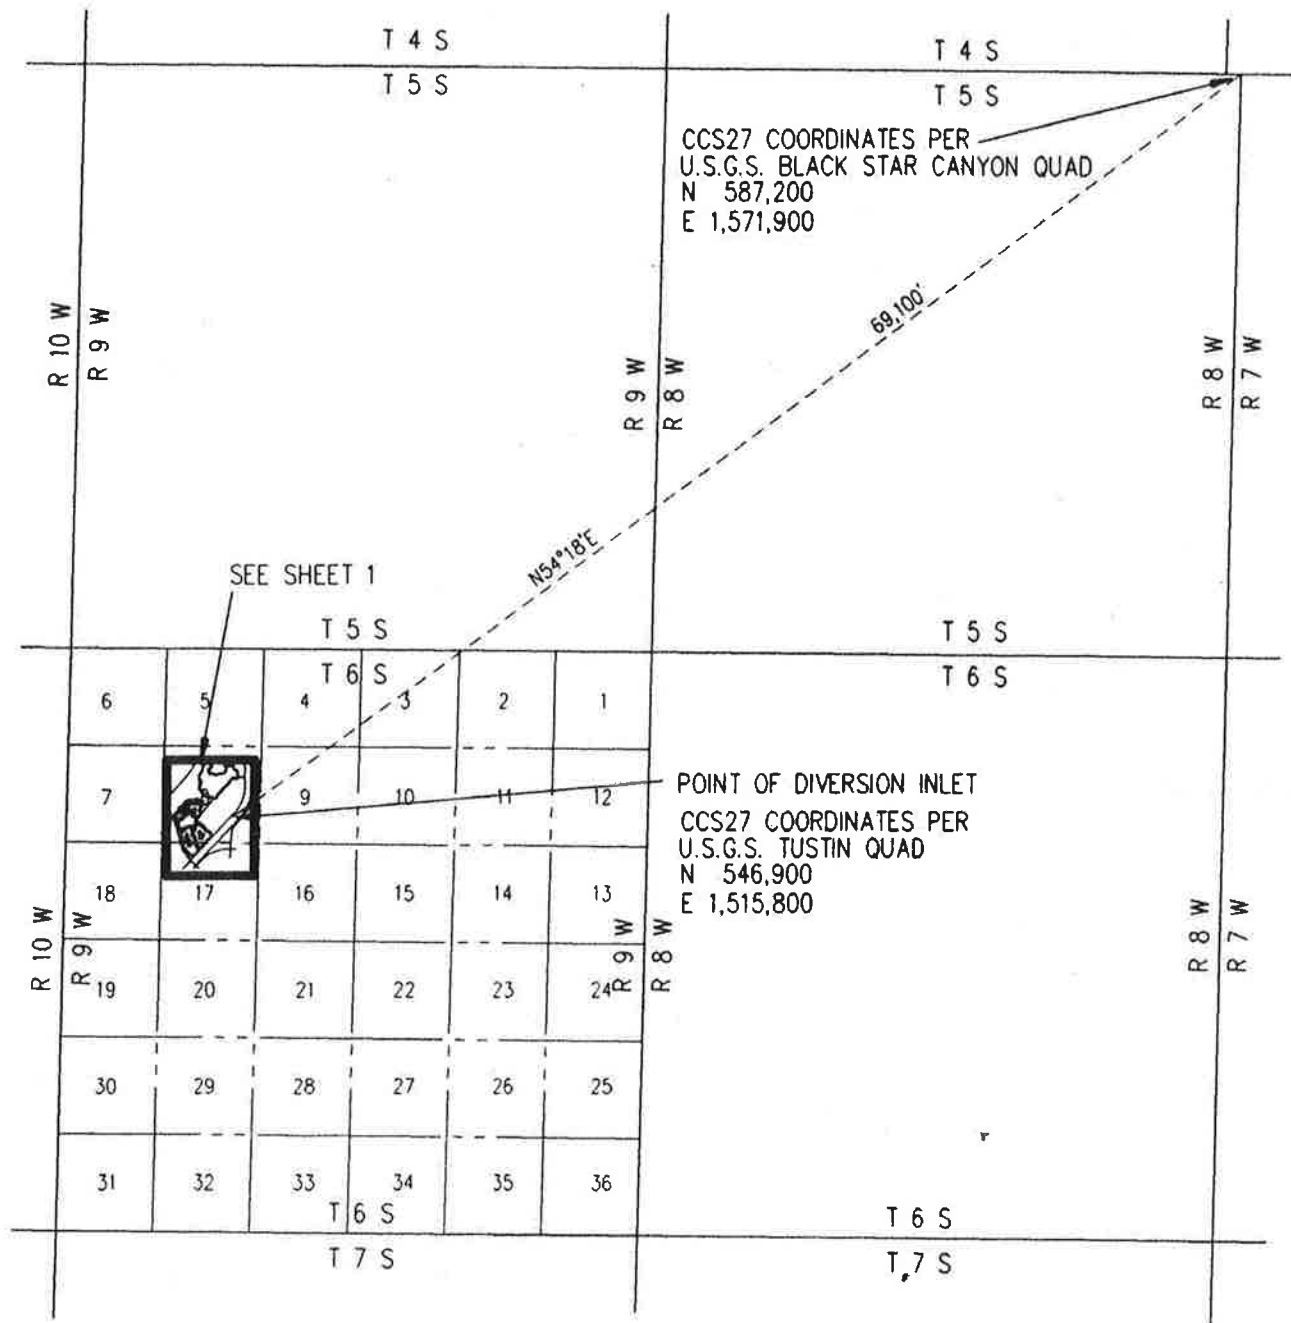 T 4 S
T 4 S
T 5 S
T 5 S
CCS27 COORDINATES PER
U.S.G.S. BLACK STAR CANYON QUAD
N 587,200
E 1,571,900
69,100'
R 10 W
R 9 W
R 9 W
R 8 W
R 8 W
R 7 W
N54°18'E
SEE SHEET 1
T 5 S
T 5 S
T 6 S
T 6 S
6 5 4 3 2 1
7 9 10 11 12
POINT OF DIVERSION INLET
CCS27 COORDINATES PER
U.S.G.S. TUSTIN QUAD
N 546,900
E 1,515,800
18 17 16 15 14 13
R 10 W
R 9 W
R 9 W
R 8 W
R 8 W
R 7 W
19 20 21 22 23 24
30 29 28 27 26 25
31 32 33 34 35 36
T 6 S
T 6 S
T 7 S
T 7 S